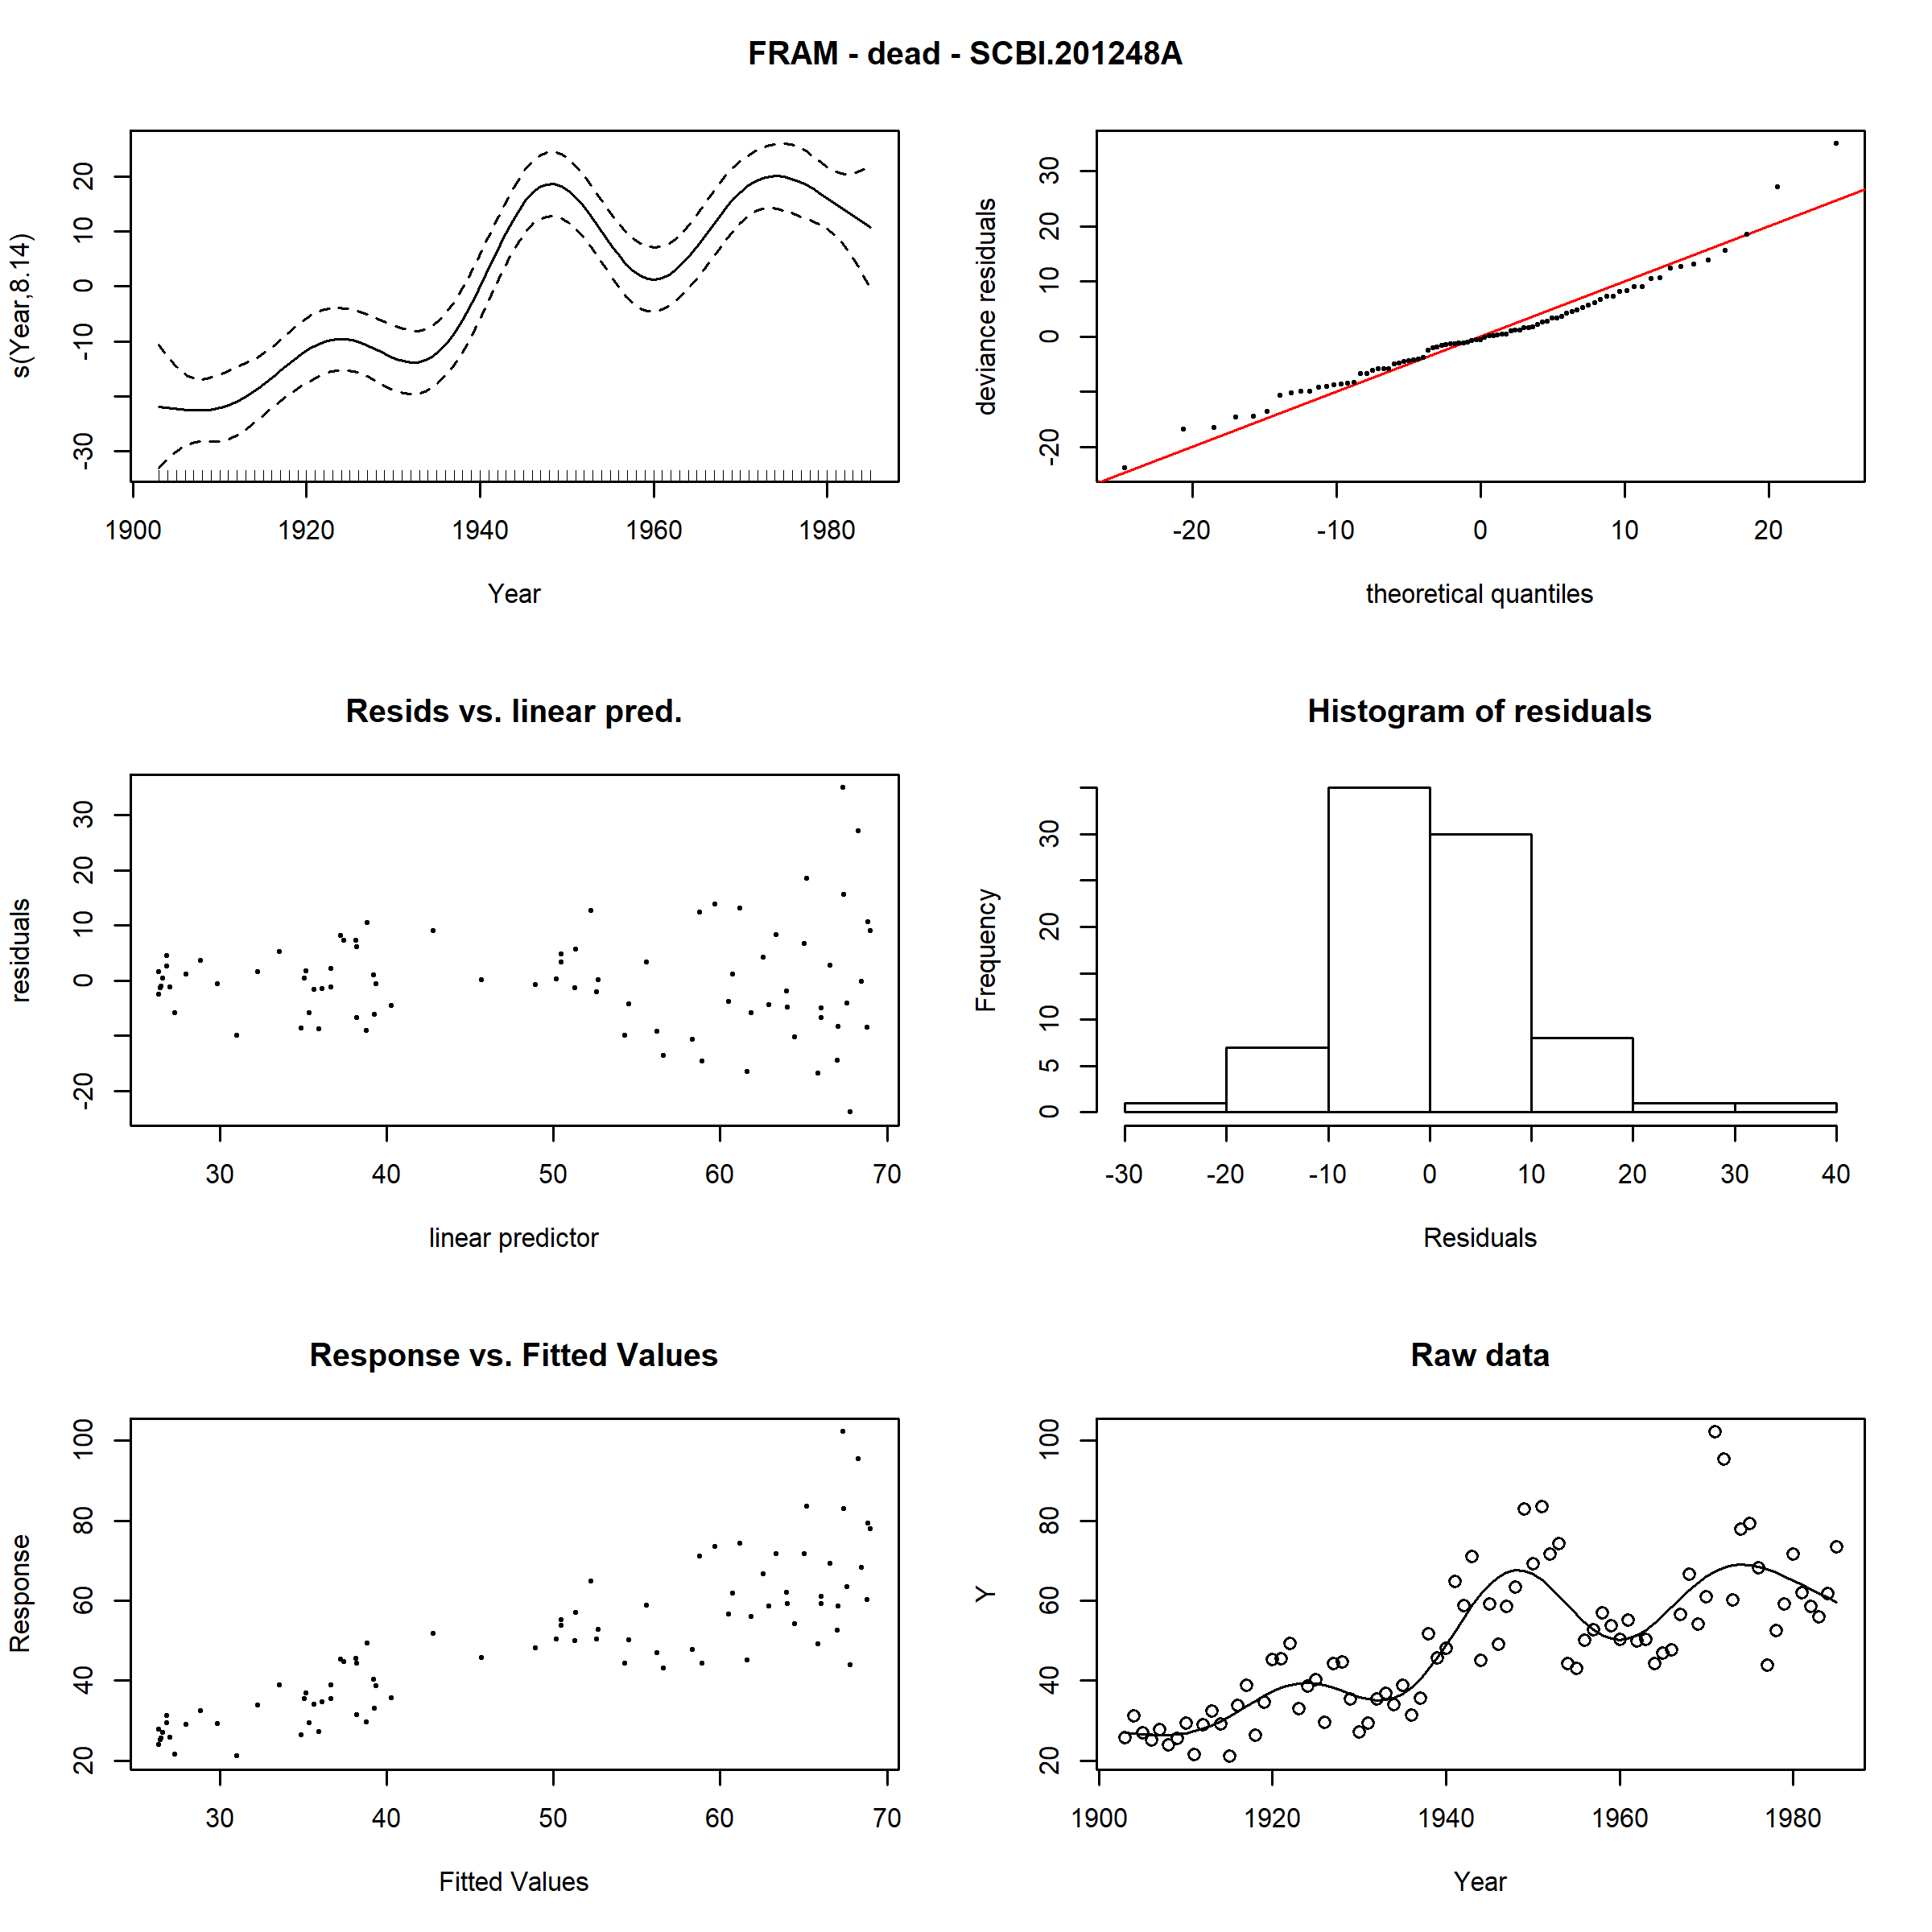 FRAM - dead - SCBI.201248A
s(Year,8.14)
20
10
0
-10
-30
1900 1920 1940 1960 1980
Year
deviance residuals
30
20
10
0
-20
-20 -10 0 10 20
theoretical quantiles
Resids vs. linear pred.
residuals
30
20
10
0
-20
30 40 50 60 70
linear predictor
Histogram of residuals
Frequency
30
20
10
5
0
-30 -20 -10 0 10 20 30 40
Residuals
Response vs. Fitted Values
Response
100
80
60
40
20
30 40 50 60 70
Fitted Values
Raw data
Y
100
80
60
40
20
1900 1920 1940 1960 1980
Year